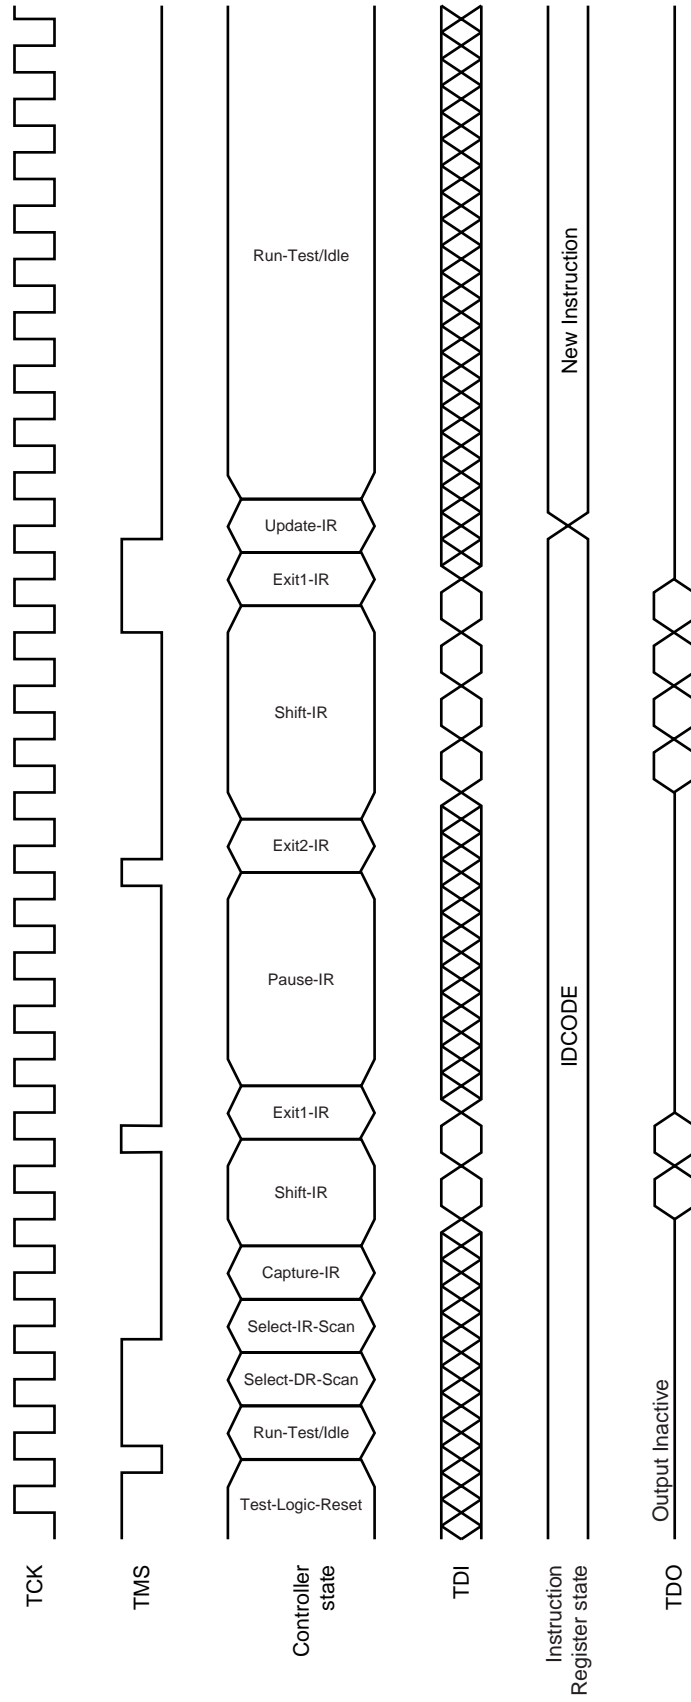 TCK
TMS
Controller
state
Test-Logic-Reset
Run-Test/Idle
Select-DR-Scan
Select-IR-Scan
Capture-IR
Shift-IR
Exit1-IR
Pause-IR
Exit2-IR
Shift-IR
Exit1-IR
Update-IR
Run-Test/Idle
TDI
Instruction
Register state
IDCODE
New Instruction
TDO
Output Inactive